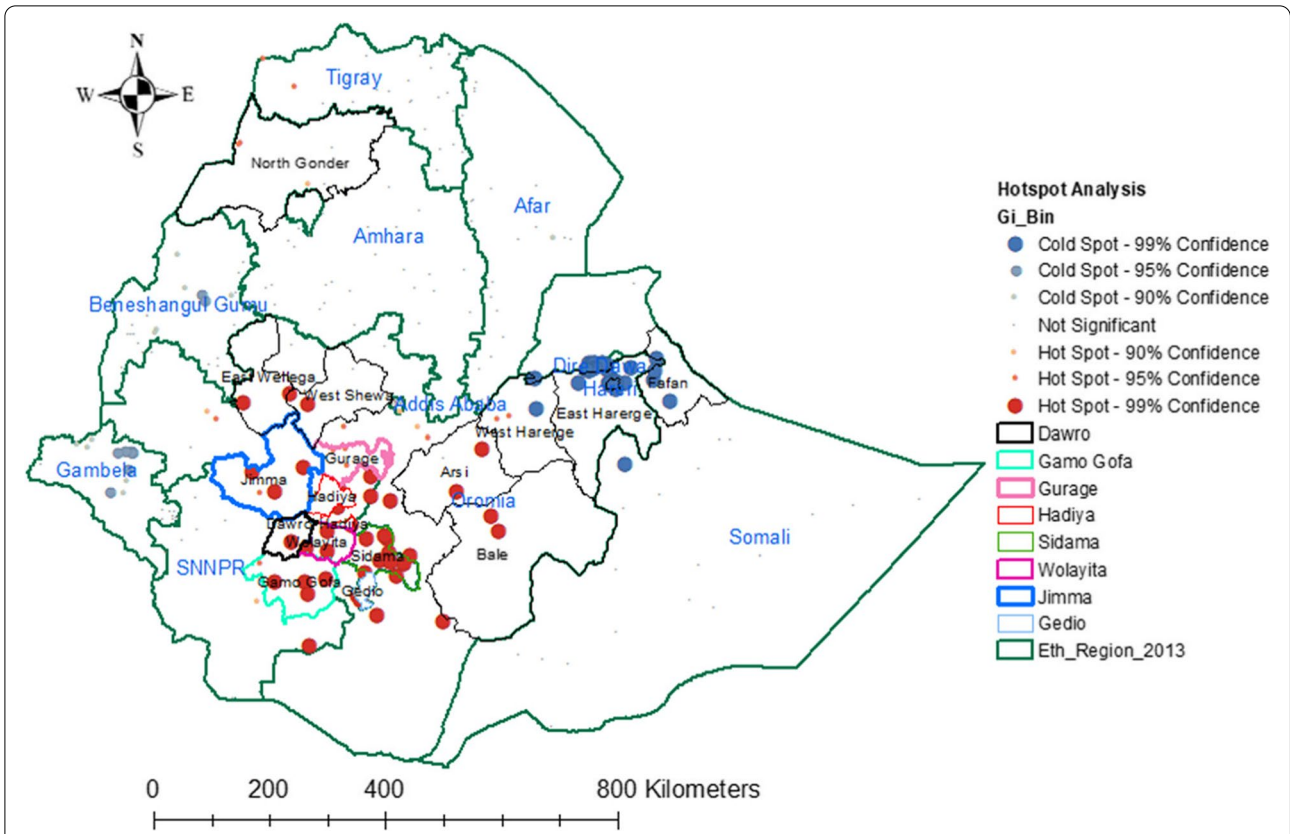 N
W E
S
Tigray
North Gonder
Afar
Amhara
Beneshangul Gumu
East Wellega
West Shewa
Addis Ababa
Dire Dawa
Harari
Fafan
East Harerge
West Harerge
Gambela
Gurage
Jimma
Arsi
Hadiya
Oromia
Dawro
Hadiya
Wolayita
Sidama
Bale
Somali
SNNPR
Gamo Gofa
Gedio
Hotspot Analysis
Gi_Bin
Cold Spot - 99% Confidence
Cold Spot - 95% Confidence
Cold Spot - 90% Confidence
Not Significant
Hot Spot - 90% Confidence
Hot Spot - 95% Confidence
Hot Spot - 99% Confidence
Dawro
Gamo Gofa
Gurage
Hadiya
Sidama
Wolayita
Jimma
Gedio
Eth_Region_2013
0 200 400 800 Kilometers